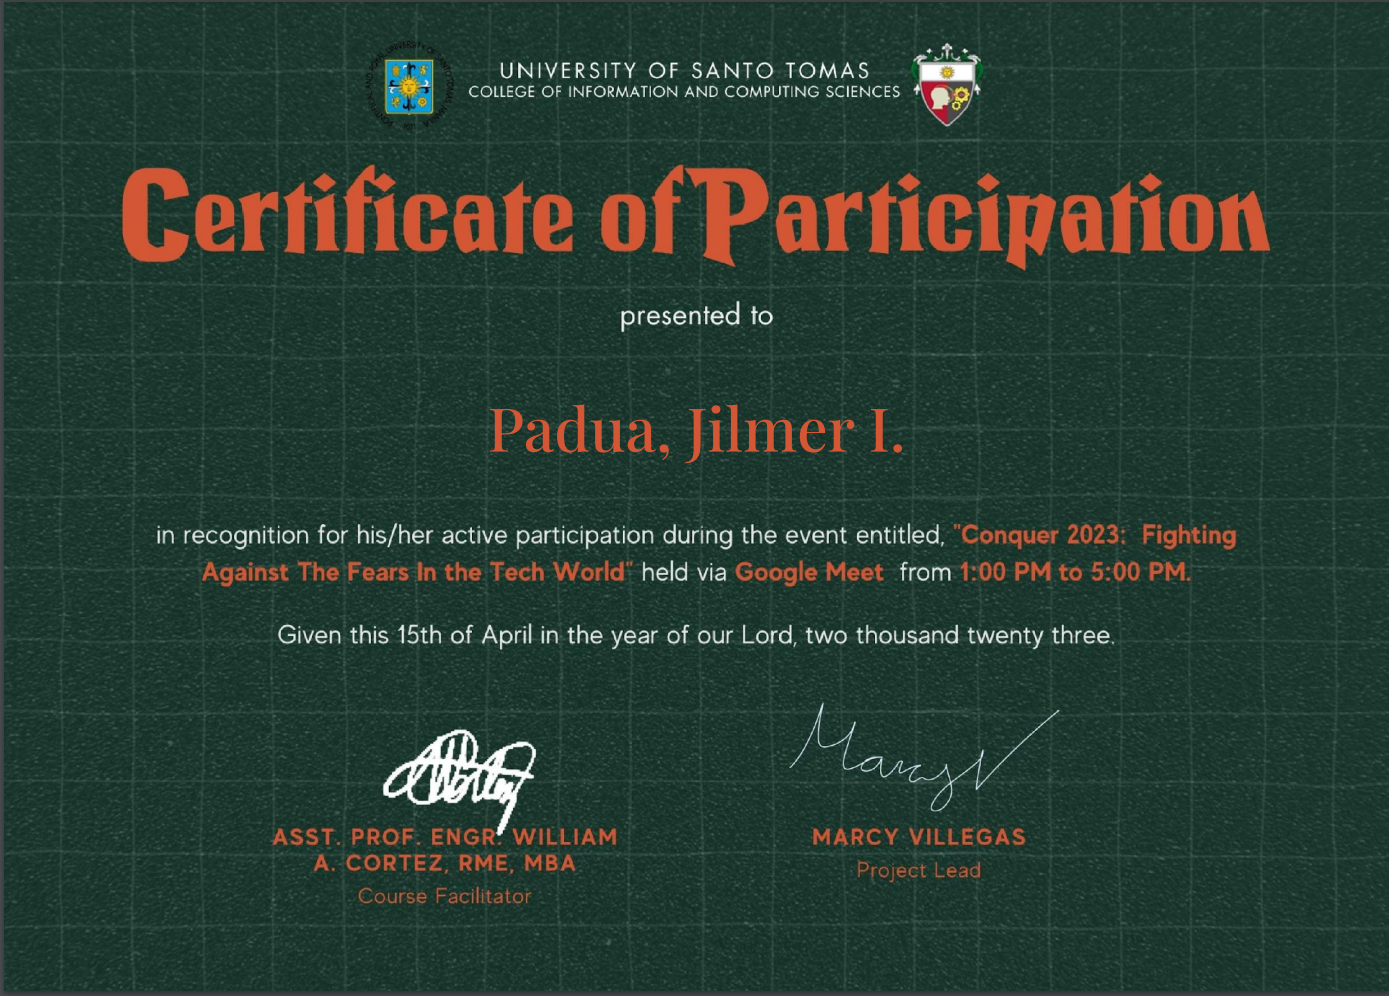 UNIVERSITY OF SANTO TOMAS
COLLEGE OF INFORMATION AND COMPUTING SCIENCES
Certificate of Participation
presented to
Padua, Jilmer I.
in recognition for his/her active participation during the event entitled, "Conquer 2023: Fighting
Against The Fears In the Tech World" held via Google Meet from 1:00 PM to 5:00 PM.
Given this 15th of April in the year of our Lord, two thousand twenty three.
ASST. PROF. ENGR. WILLIAM
A. CORTEZ, RME, MBA
Course Facilitator
Marcy V
MARCY VILLEGAS
Project Lead